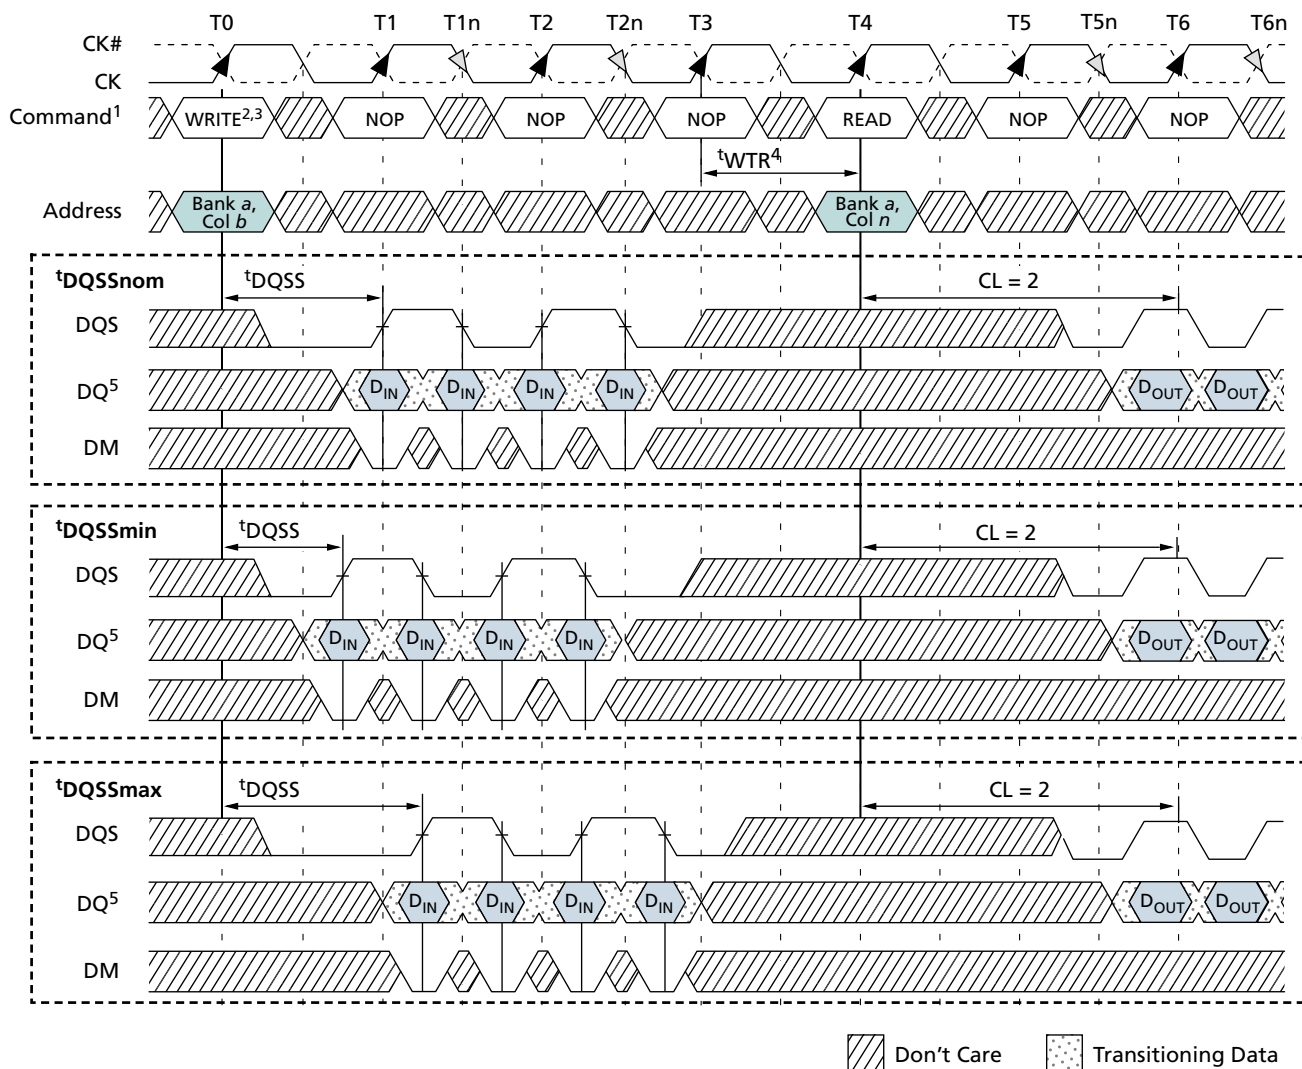 T0 T1 T1n T2 T2n T3 T4 T5 T5n T6 T6n
CK#
CK
Command1 WRITE2,3 NOP NOP NOP READ NOP NOP
tWTR4
Address Bank a, Col b Bank a, Col n
tDQSSnom tDQSS CL = 2
DQS
DQ5 DIN DIN DIN DIN DOUT DOUT
DM
tDQSSmin tDQSS CL = 2
DQS
DQ5 DIN DIN DIN DIN DOUT DOUT
DM
tDQSSmax tDQSS CL = 2
DQS
DQ5 DIN DIN DIN DIN DOUT DOUT
DM
Don't Care Transitioning Data